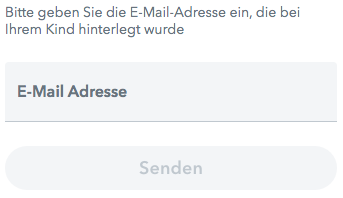 Bitte geben Sie die E-Mail-Adresse ein, die bei
Ihrem Kind hinterlegt wurde
E-Mail Adresse
Senden